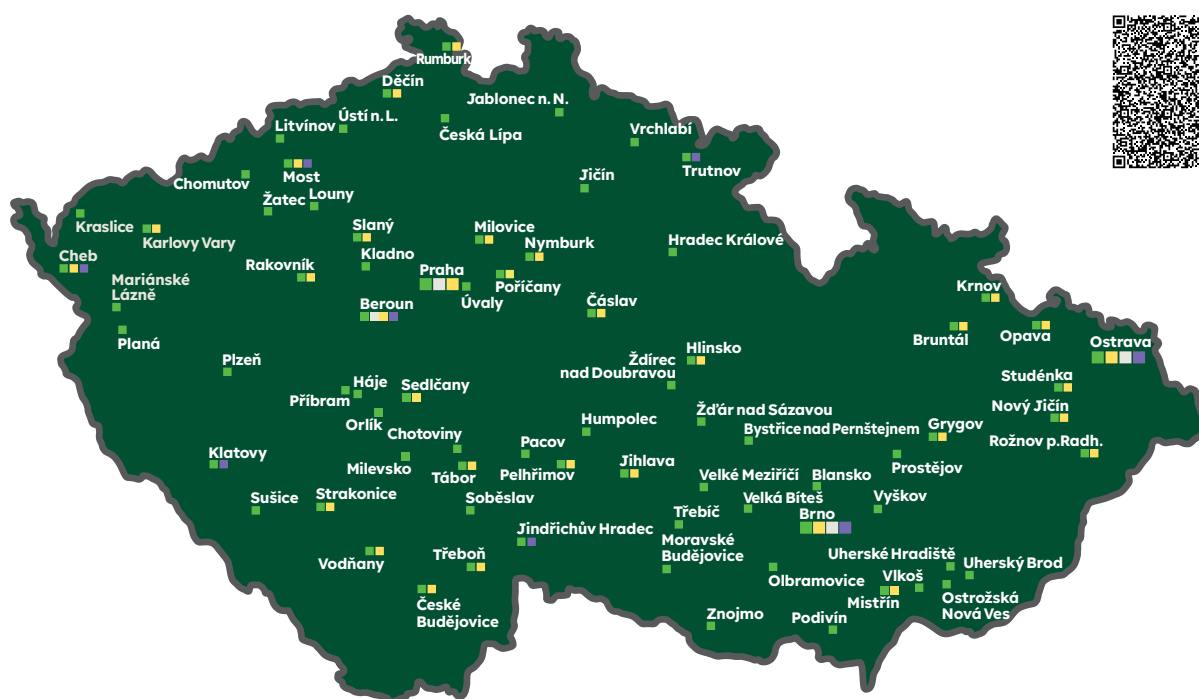 Rumburk
Děčín
Jablonec n. N.
Ústí n. L.
Litvínov
Česká Lípa
Vrchlabí
Most
Trutnov
Chomutov
Jičín
Žatec
Louny
Kraslice
Slaný
Milovice
Karlovy Vary
Nymburk
Hradec Králové
Cheb
Kladno
Rakovník
Praha
Poříčany
Mariánské
Lázně
Úvaly
Krnov
Beroun
Čáslav
Planá
Bruntál
Opava
Ostrava
Hlinsko
Plzeň
Ždírec
nad Doubravou
Studénka
Háje
Sedlčany
Příbram
Nový Jičín
Orlík
Humpolec
Žďár nad Sázavou
Grygov
Chotoviny
Bystřice nad Pernštejnem
Rožnov p.Radh.
Klatovy
Pacov
Jihlava
Milevsko
Prostějov
Tábor
Pelhřimov
Velké Meziříčí
Blansko
Sušice
Strakonice
Soběslav
Velká Bíteš
Vyškov
Třebíč
Brno
Jindřichův Hradec
Moravské
Budějovice
Vodňany
Třeboň
Uherské Hradiště
Uherský Brod
Olbramovice
Vlkoš
České
Budějovice
Mistřín
Ostrožská
Nová Ves
Znojmo
Podivín